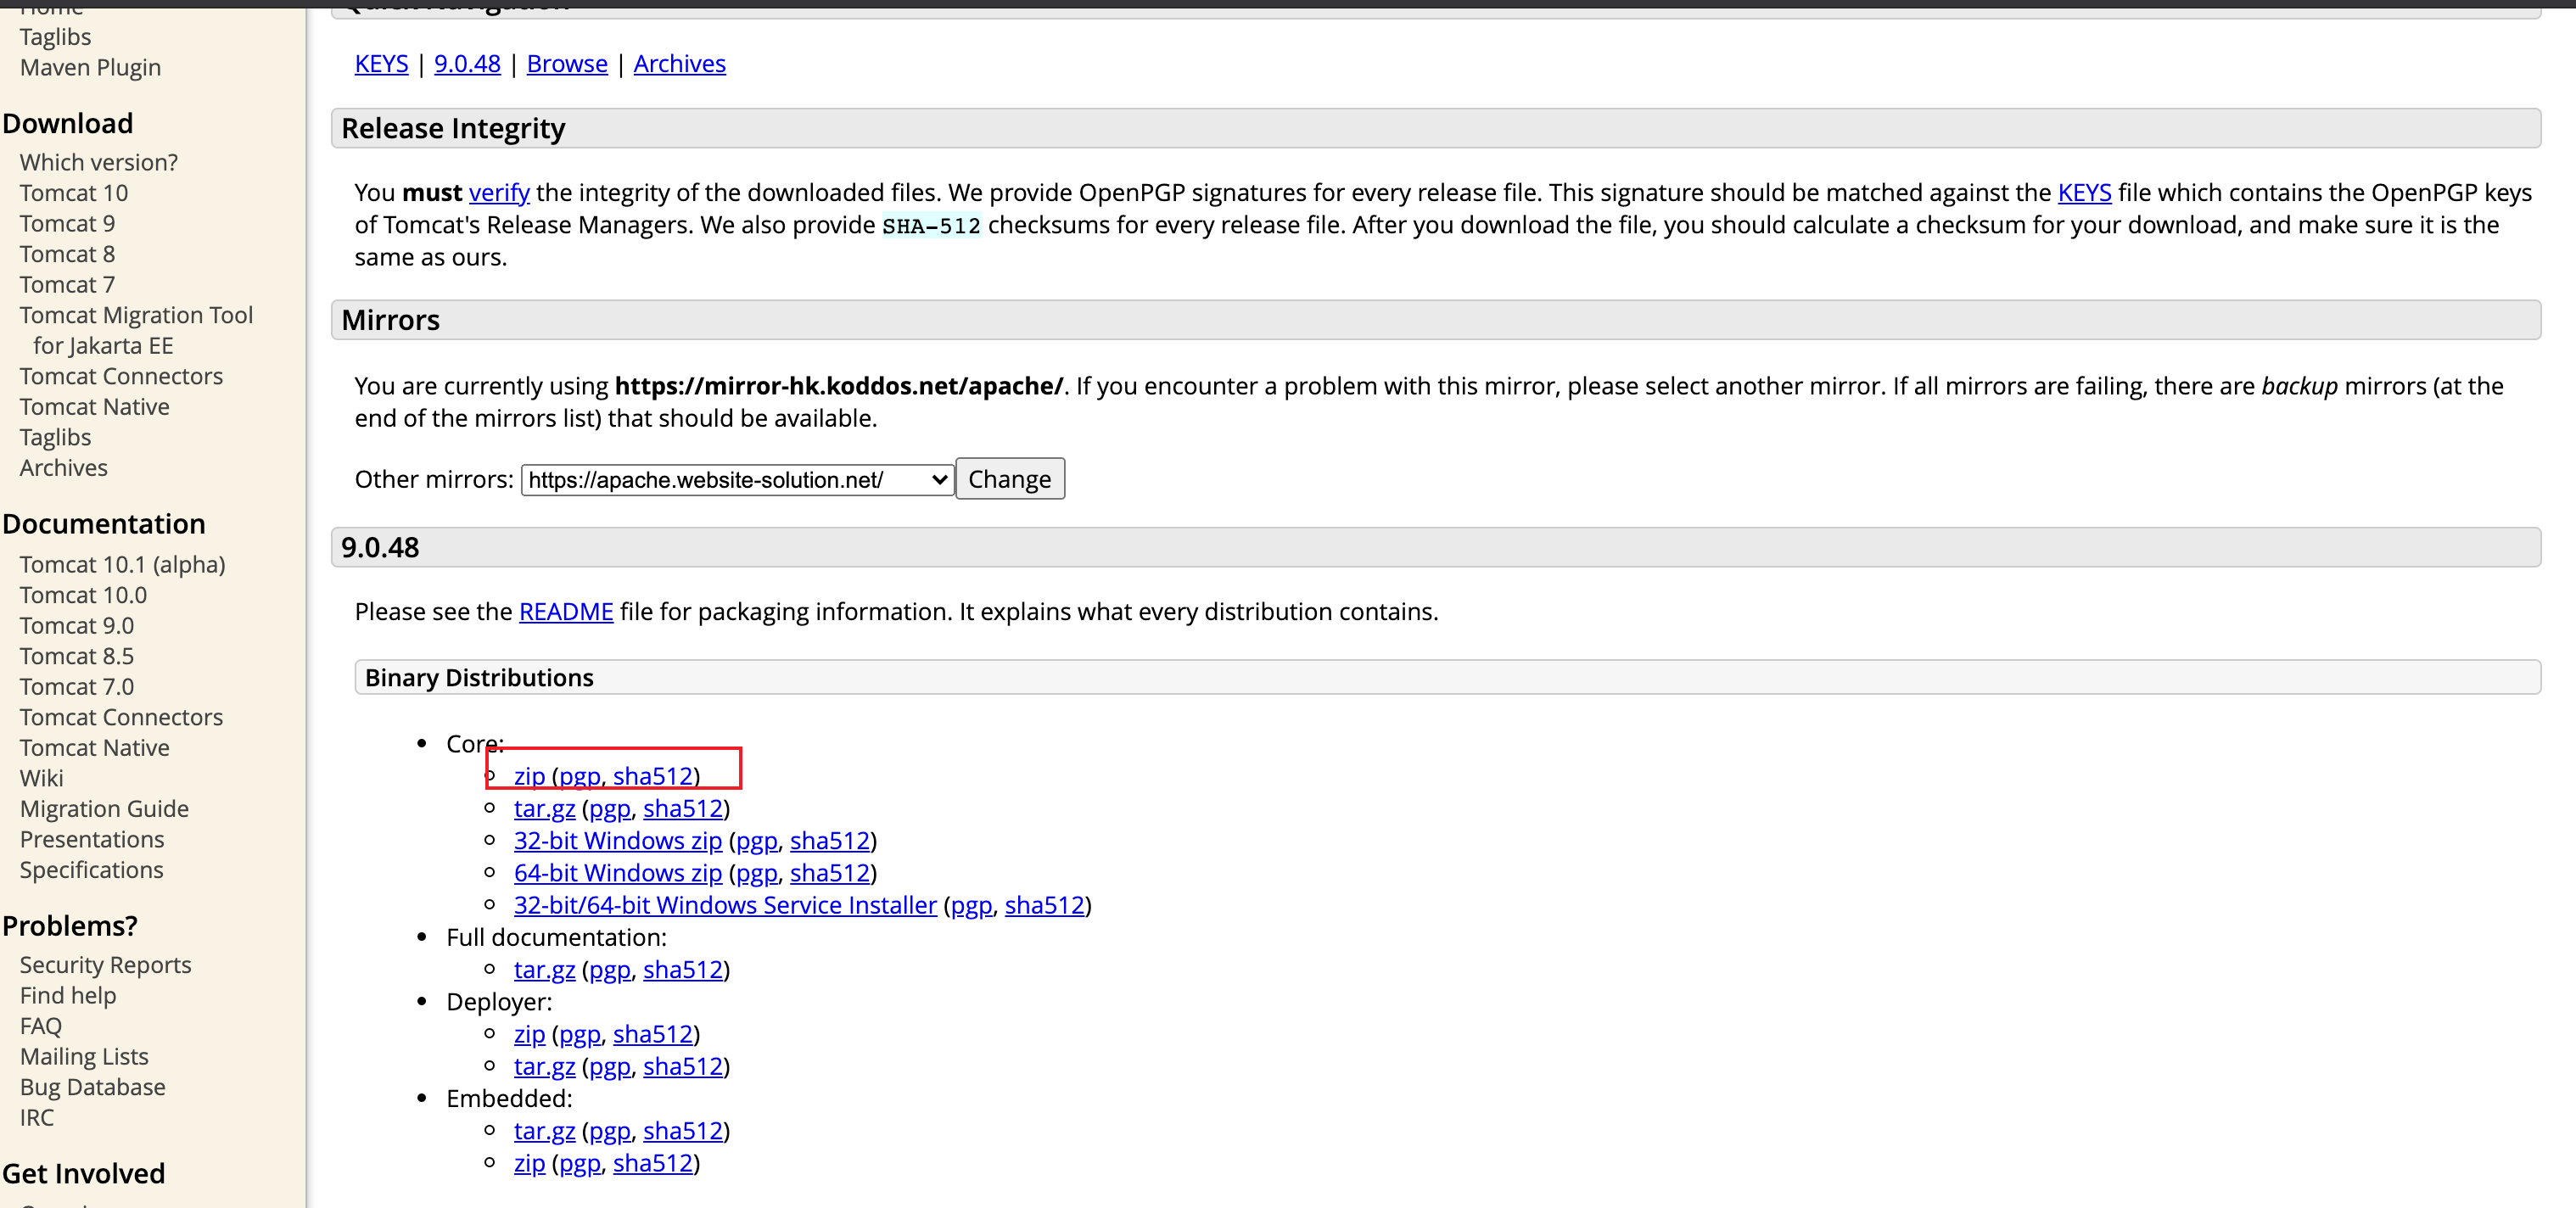 Home
Taglibs
Maven Plugin
Download
Which version?
Tomcat 10
Tomcat 9
Tomcat 8
Tomcat 7
Tomcat Migration Tool
for Jakarta EE
Tomcat Connectors
Tomcat Native
Taglibs
Archives
Documentation
Tomcat 10.1 (alpha)
Tomcat 10.0
Tomcat 9.0
Tomcat 8.5
Tomcat 7.0
Tomcat Connectors
Tomcat Native
Wiki
Migration Guide
Presentations
Specifications
Problems?
Security Reports
Find help
FAQ
Mailing Lists
Bug Database
IRC
Get Involved
Quick Navigation
KEYS | 9.0.48 | Browse | Archives
Release Integrity
You must verify the integrity of the downloaded files. We provide OpenPGP signatures for every release file. This signature should be matched against the KEYS file which contains the OpenPGP keys
of Tomcat's Release Managers. We also provide SHA-512 checksums for every release file. After you download the file, you should calculate a checksum for your download, and make sure it is the
same as ours.
Mirrors
You are currently using https://mirror-hk.koddos.net/apache/. If you encounter a problem with this mirror, please select another mirror. If all mirrors are failing, there are backup mirrors (at the
end of the mirrors list) that should be available.
Other mirrors: https://apache.website-solution.net/ Change
9.0.48
Please see the README file for packaging information. It explains what every distribution contains.
Binary Distributions
Core:
zip (pgp, sha512)
tar.gz (pgp, sha512)
32-bit Windows zip (pgp, sha512)
64-bit Windows zip (pgp, sha512)
32-bit/64-bit Windows Service Installer (pgp, sha512)
Full documentation:
tar.gz (pgp, sha512)
Deployer:
zip (pgp, sha512)
tar.gz (pgp, sha512)
Embedded:
tar.gz (pgp, sha512)
zip (pgp, sha512)